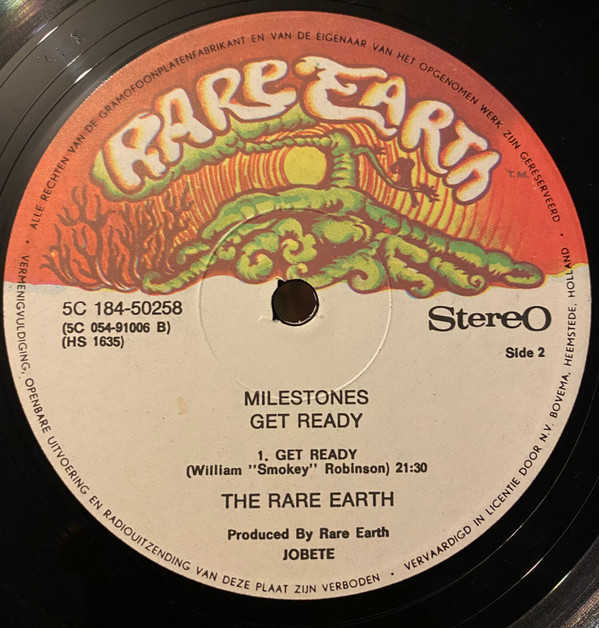 • ALLE RECHTEN VAN DE GRAMOFOONPLATENFABRIKANT EN VAN DE EIGENAAR VAN HET OPGENOMEN WERK ZIJN GERESERVEERD •
RARE EARTH
T.M.
5C 184-50258
(5C 054-91006 B)
(HS 1635)
Stereo
Side 2
MILESTONES
GET READY
1. GET READY
(William "Smokey" Robinson) 21:30
THE RARE EARTH
Produced By Rare Earth
JOBETE
VERMENIGVULDIGING, OPENBARE UITVOERING EN RADIOUITZENDING VAN DEZE PLAAT ZIJN VERBODEN • VERVAARDIGD IN LICENTIE DOOR N.V. BOVEMA, HEEMSTEDE, HOLLAND